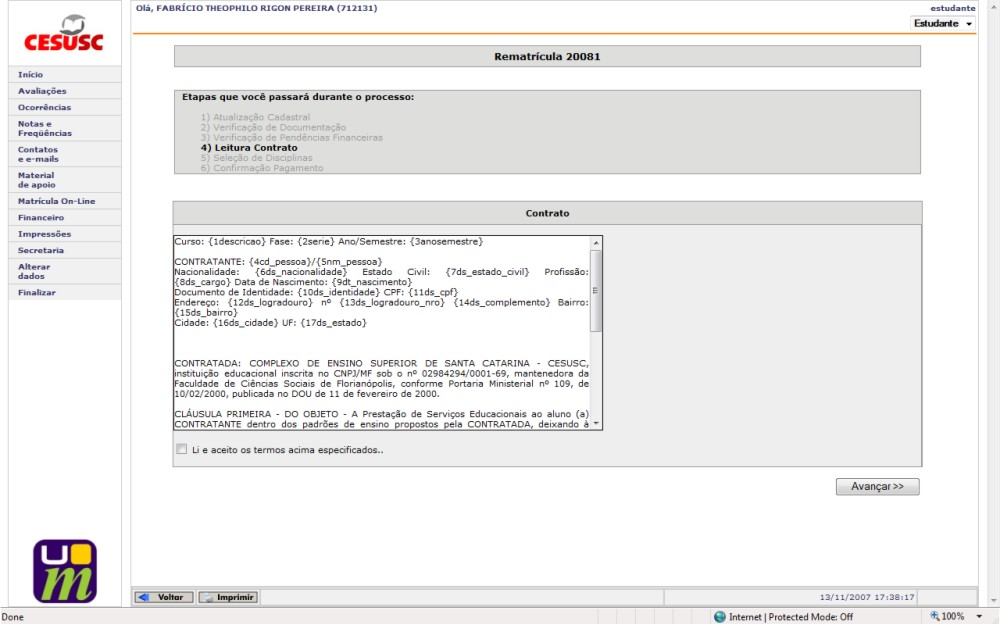 Olá, FABRÍCIO THEOPHILO RIGON PEREIRA (712131)
estudante
Estudante
CESUSC
Início
Avaliações
Ocorrências
Notas e
Freqüências
Contatos
e e-mails
Material
de apoio
Matrícula On-Line
Financeiro
Impressões
Secretaria
Alterar
dados
Finalizar
Rematrícula 20081
Etapas que você passará durante o processo:
1) Atualização Cadastral
2) Verificação de Documentação
3) Verificação de Pendências Financeiras
4) Leitura Contrato
5) Seleção de Disciplinas
6) Confirmação Pagamento
Contrato
Curso: {1descricao} Fase: {2serie} Ano/Semestre: {3anosemestre}
CONTRATANTE: {4cd_pessoa}/{5nm_pessoa}
Nacionalidade: {6ds_nacionalidade} Estado Civil: {7ds_estado_civil} Profissão:
{8ds_cargo} Data de Nascimento: {9dt_nascimento}
Documento de Identidade: {10ds_identidade} CPF: {11ds_cpf}
Endereço: {12ds_logradouro} nº {13ds_logradouro_nro} {14ds_complemento} Bairro:
{15ds_bairro}
Cidade: {16ds_cidade} UF: {17ds_estado}
CONTRATADA: COMPLEXO DE ENSINO SUPERIOR DE SANTA CATARINA - CESUSC,
instituição educacional inscrita no CNPJ/MF sob o nº 02984294/0001-69, mantenedora da
Faculdade de Ciências Sociais de Florianópolis, conforme Portaria Ministerial nº 109, de
10/02/2000, publicada no DOU de 11 de fevereiro de 2000.
CLÁUSULA PRIMEIRA - DO OBJETO - A Prestação de Serviços Educacionais ao aluno (a)
CONTRATANTE dentro dos padrões de ensino propostos pela CONTRATADA, deixando à
Li e aceito os termos acima especificados..
Avançar >>
um
Voltar
Imprimir
13/11/2007 17:38:17
Done
Internet | Protected Mode: Off
100%